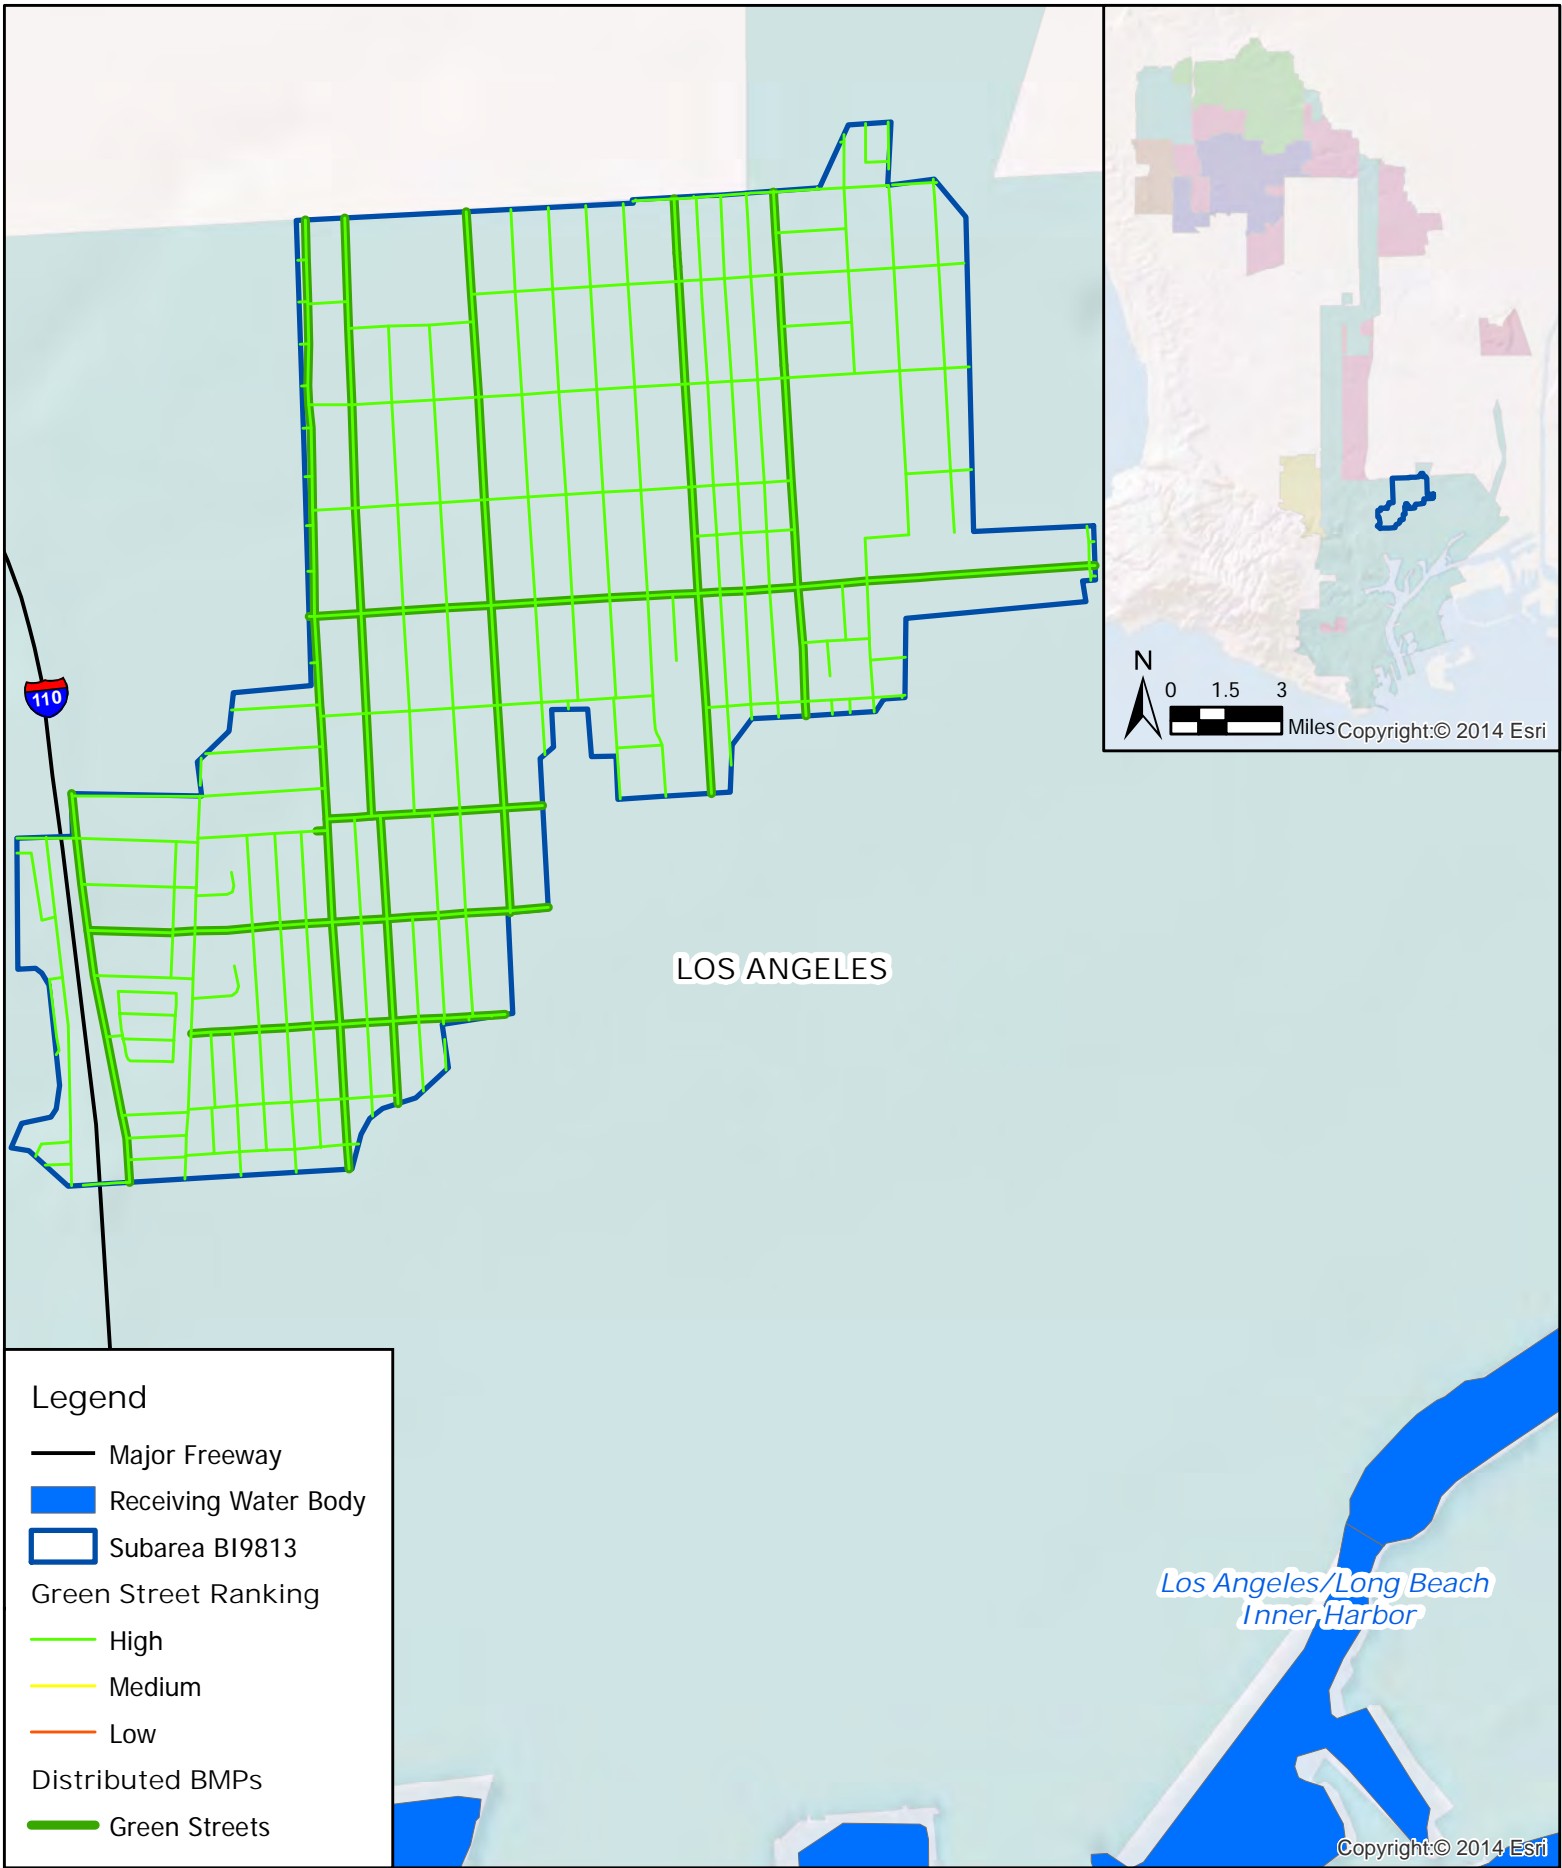 N
0 1.5 3
Miles
Copyright:© 2014 Esri
110
LOS ANGELES
Los Angeles/Long Beach
Inner Harbor
Legend
Major Freeway
Receiving Water Body
Subarea BI9813
Green Street Ranking
High
Medium
Low
Distributed BMPs
Green Streets
Copyright:© 2014 Esri